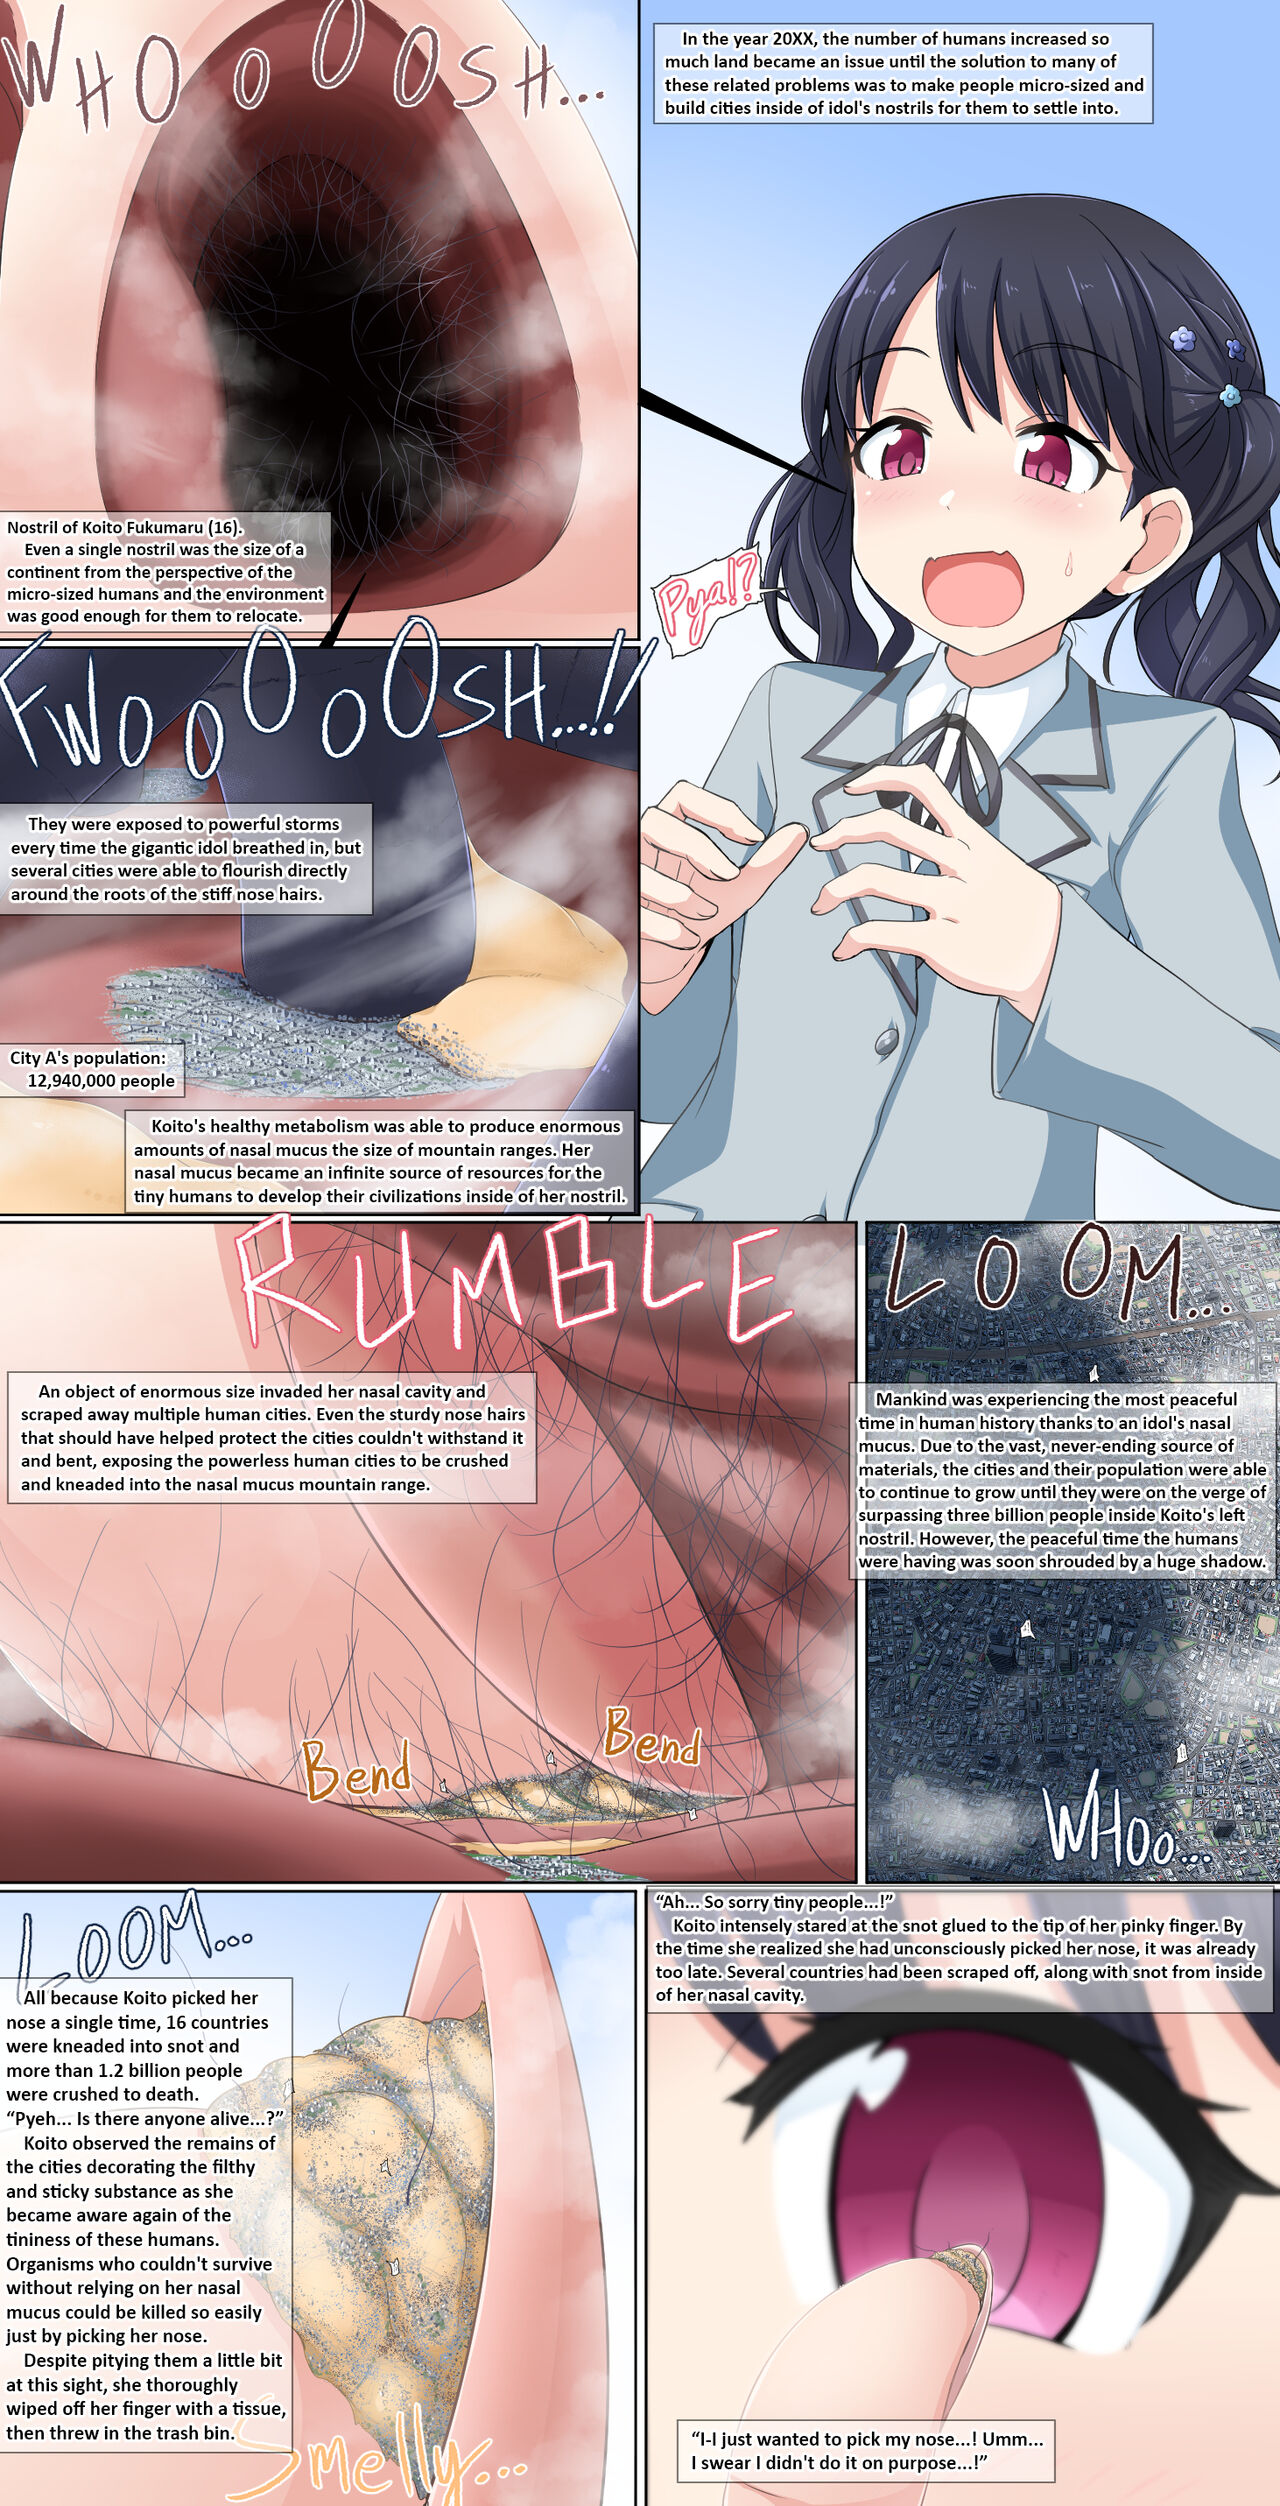 WHOOOOSH...
In the year 20XX, the number of humans increased so
much land became an issue until the solution to many of
these related problems was to make people micro-sized and
build cities inside of idol's nostrils for them to settle into.
Nostril of Koito Fukumaru (16).
Even a single nostril was the size of a
continent from the perspective of the
micro-sized humans and the environment
was good enough for them to relocate.
Pya!?
FWOOOOOSH...!!
They were exposed to powerful storms
every time the gigantic idol breathed in, but
several cities were able to flourish directly
around the roots of the stiff nose hairs.
City A's population:
12,940,000 people
Koito's healthy metabolism was able to produce enormous
amounts of nasal mucus the size of mountain ranges. Her
nasal mucus became an infinite source of resources for the
tiny humans to develop their civilizations inside of her nostril.
LOOM...
Mankind was experiencing the most peaceful
time in human history thanks to an idol's nasal
mucus. Due to the vast, never-ending source of
materials, the cities and their population were able
to continue to grow until they were on the verge of
surpassing three billion people inside Koito's left
nostril. However, the peaceful time the humans
were having was soon shrouded by a huge shadow.
WHOO...
RUMBLE
An object of enormous size invaded her nasal cavity and
scraped away multiple human cities. Even the sturdy nose hairs
that should have helped protect the cities couldn't withstand it
and bent, exposing the powerless human cities to be crushed
and kneaded into the nasal mucus mountain range.
Bend
Bend
“Ah... So sorry tiny people...!”
Koito intensely stared at the snot glued to the tip of her pinky finger. By
the time she realized she had unconsciously picked her nose, it was already
too late. Several countries had been scraped off, along with snot from inside
of her nasal cavity.
“I-I just wanted to pick my nose...! Umm...
I swear I didn't do it on purpose...!”
LOOM...
All because Koito picked her
nose a single time, 16 countries
were kneaded into snot and
more than 1.2 billion people
were crushed to death.
“Pyeh... Is there anyone alive...?”
Koito observed the remains of
the cities decorating the filthy
and sticky substance as she
became aware again of the
tininess of these humans.
Organisms who couldn't survive
without relying on her nasal
mucus could be killed so easily
just by picking her nose.
Despite pitying them a little bit
at this sight, she thoroughly
wiped off her finger with a tissue,
then threw in the trash bin.
Smelly...